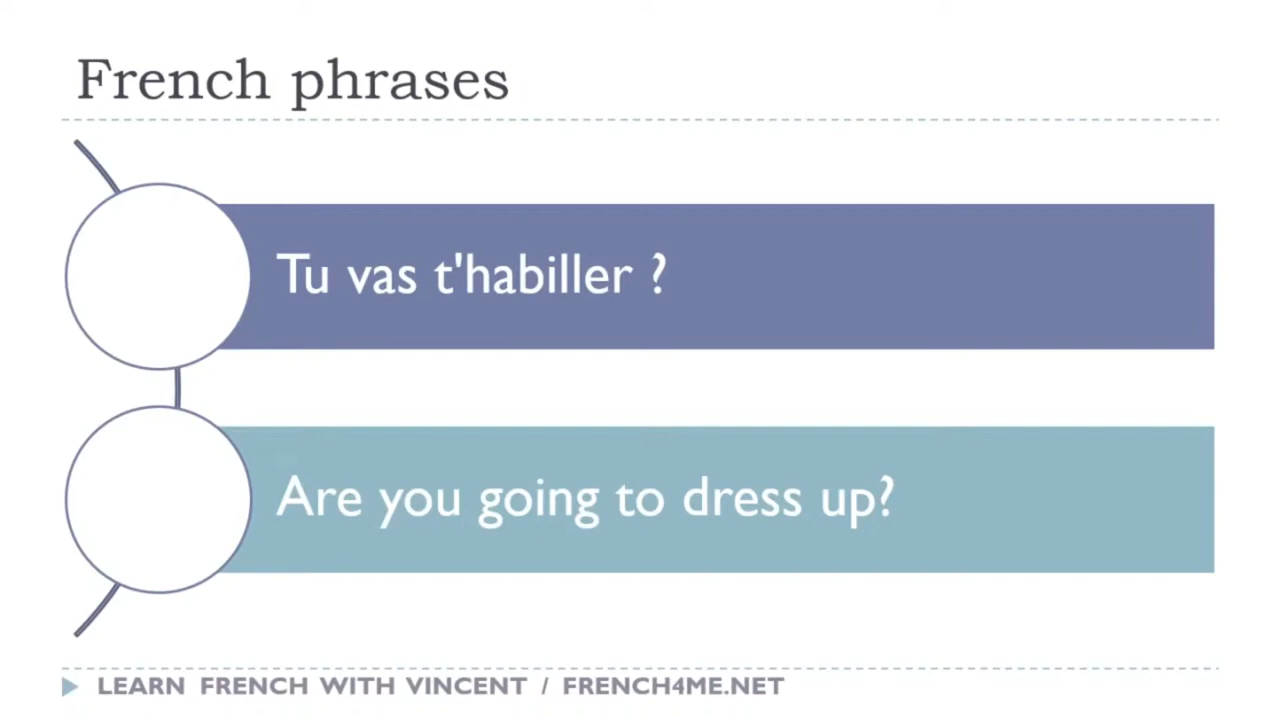 French phrases
Tu vas t'habiller ?
Are you going to dress up?
LEARN FRENCH WITH VINCENT / FRENCH4ME.NET